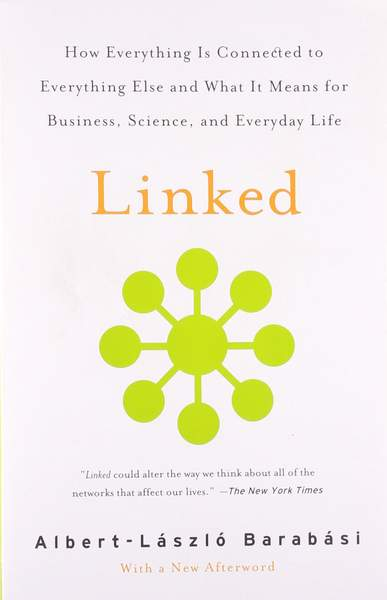 How Everything Is Connected to
Everything Else and What It Means for
Business, Science, and Everyday Life
Linked
"Linked could alter the way we think about all of the
networks that affect our lives." —The New York Times
Albert-László Barabási
With a New Afterword